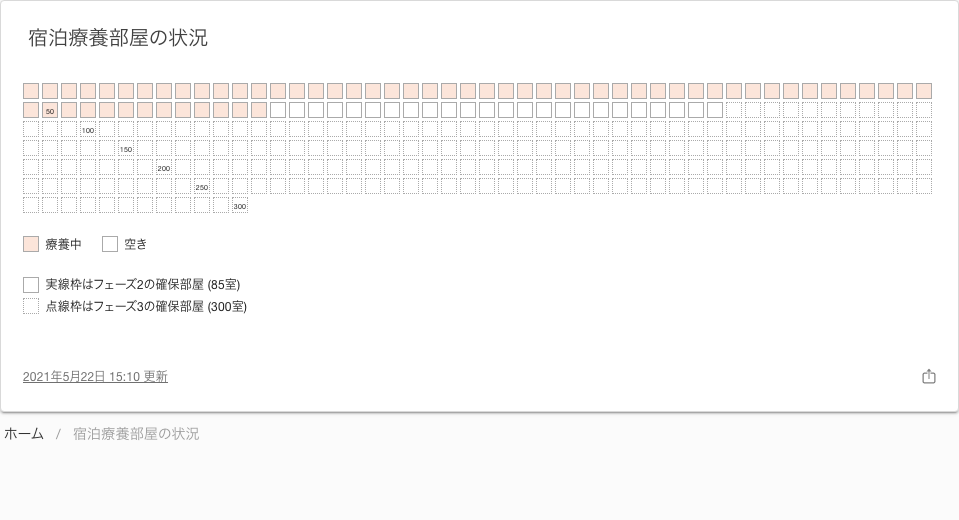 宿泊療養部屋の状況
50
100
150
200
250
300
療養中 空き
実線枠はフェーズ2の確保部屋 (85室)
点線枠はフェーズ3の確保部屋 (300室)
2021年5月22日 15:10 更新
ホーム / 宿泊療養部屋の状況